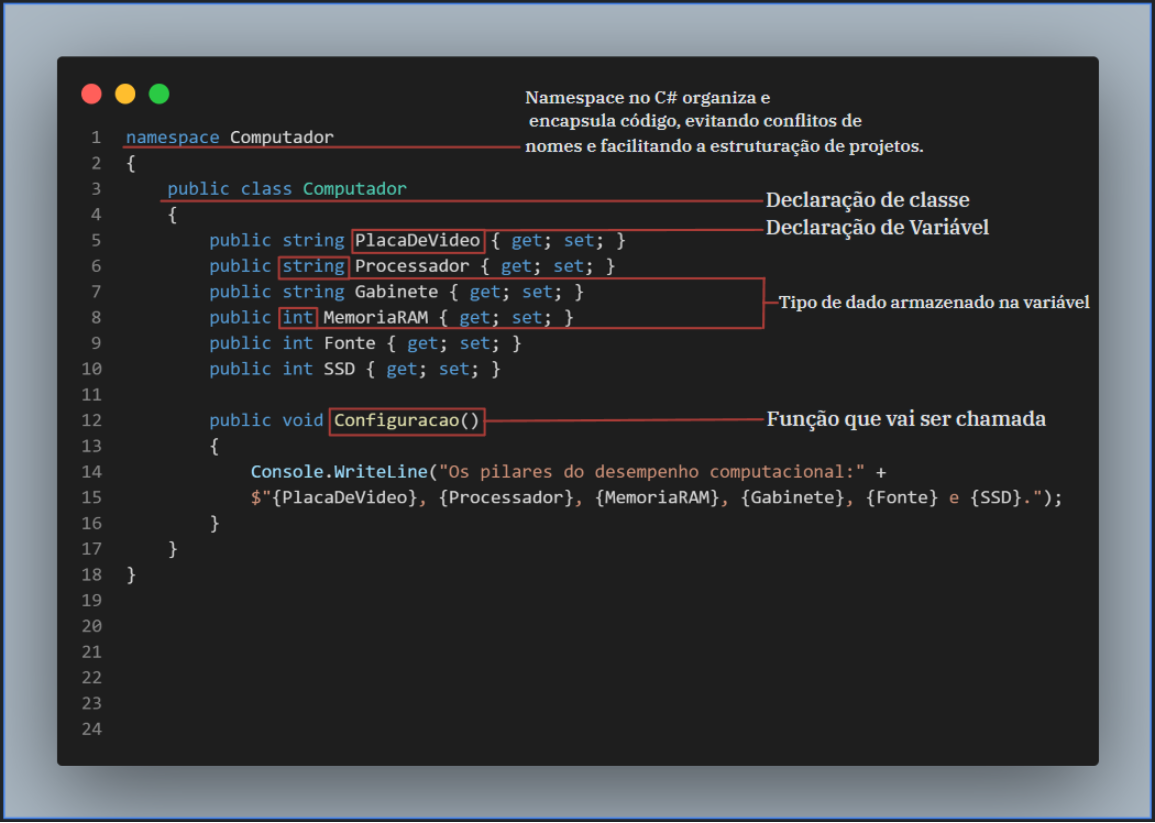 Namespace no C# organiza e
encapsula código, evitando conflitos de
nomes e facilitando a estruturação de projetos.
1 namespace Computador
2 {
3 public class Computador
Declaração de classe
4 {
Declaração de Variável
5 public string PlacaDeVideo { get; set; }
6 public string Processador { get; set; }
7 public string Gabinete { get; set; }
Tipo de dado armazenado na variável
8 public int MemoriaRAM { get; set; }
9 public int Fonte { get; set; }
10 public int SSD { get; set; }
11
12 public void Configuracao()
Função que vai ser chamada
13 {
14 Console.WriteLine("Os pilares do desempenho computacional:" +
15 $"{PlacaDeVideo}, {Processador}, {MemoriaRAM}, {Gabinete}, {Fonte} e {SSD}.");
16 }
17 }
18 }
19
20
21
22
23
24